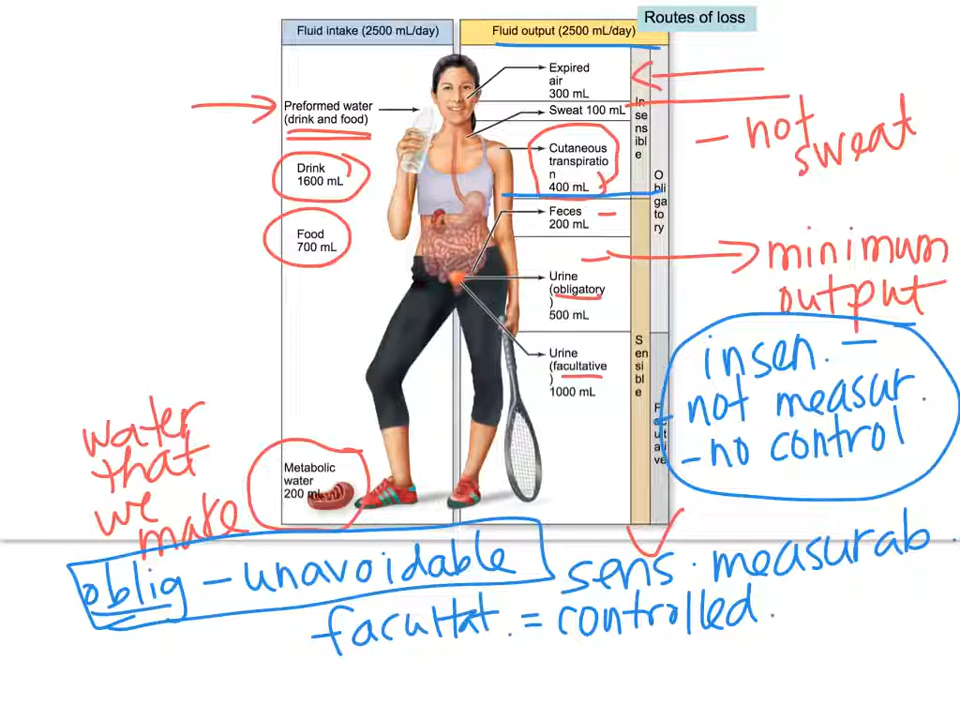 Routes of loss
Fluid intake (2500 mL/day)
Fluid output (2500 mL/day)
Preformed water
(drink and food)
Drink
1600 mL
Food
700 mL
Metabolic
water
200 mL
Expired
air
300 mL
Sweat 100 mL
Cutaneous
transpiratio
n
400 mL
Feces
200 mL
Urine
(obligatory
)
500 mL
Urine
(facultative
)
1000 mL
In
sens
ibl
e
S
en
si
bl
e
O
bli
ga
to
ry
- not
sweat
minimum
output
insen. -
- not measur.
- no control
water
that
we
make
oblig - unavoidable
sens. measurab.
facultat. = controlled.